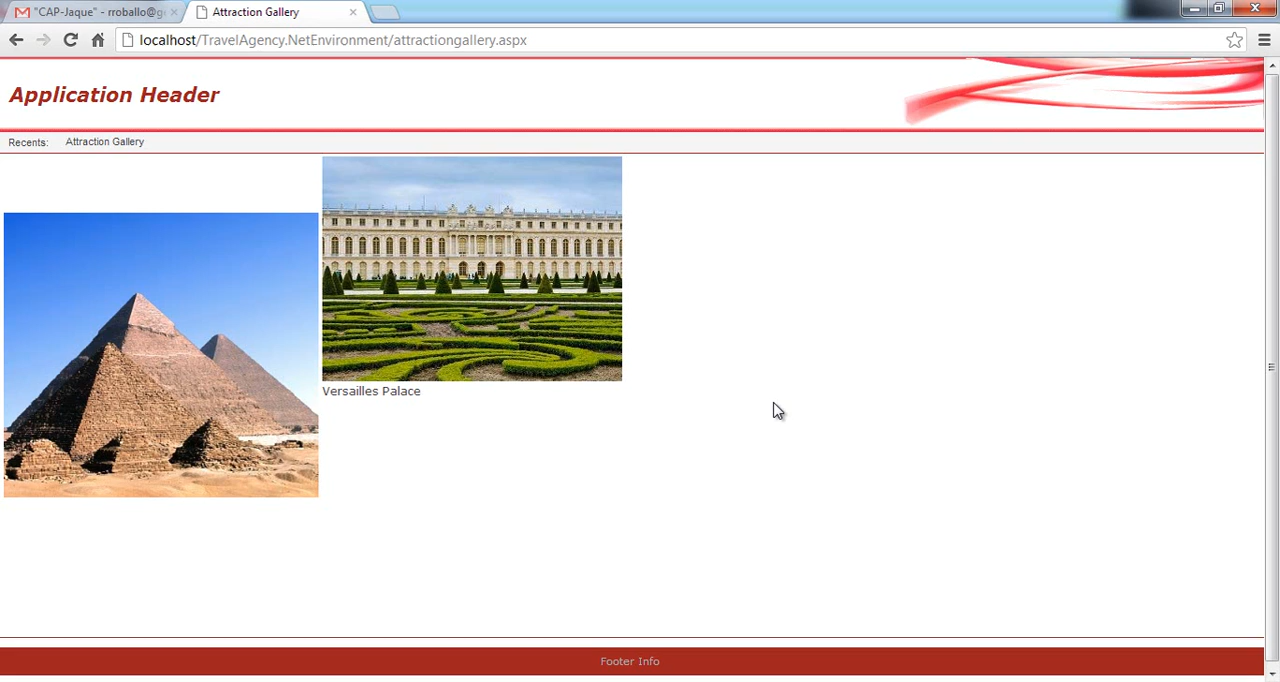 "CAP-Jaque" - rroballo@g
Attraction Gallery
localhost/TravelAgency.NetEnvironment/attractiongallery.aspx
Application Header
Recents: Attraction Gallery
Versailles Palace
Footer Info